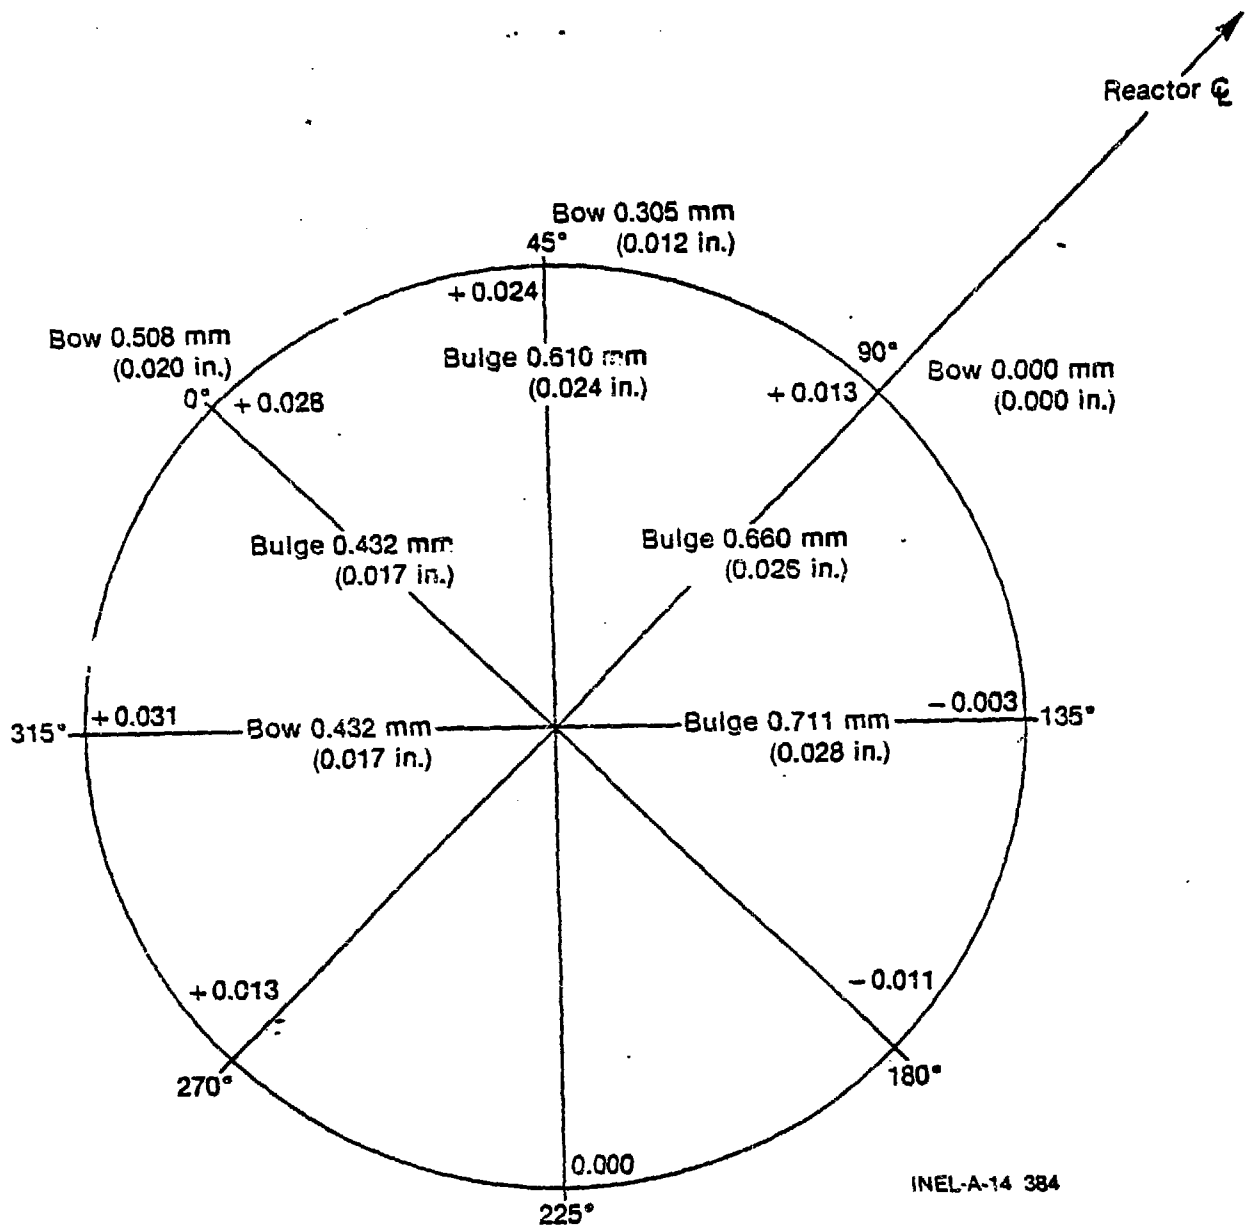 Reactor ℄
Bow 0.305 mm
(0.012 in.)
45°
+0.024
Bow 0.508 mm
(0.020 in.)
0°
+0.028
Bulge 0.610 mm
(0.024 in.)
90°
+0.013
Bow 0.000 mm
(0.000 in.)
Bulge 0.432 mm
(0.017 in.)
Bulge 0.660 mm
(0.026 in.)
315°
+0.031
Bow 0.432 mm
(0.017 in.)
Bulge 0.711 mm
(0.028 in.)
-0.003
135°
+0.013
270°
-0.011
180°
0.000
225°
INEL-A-14 384